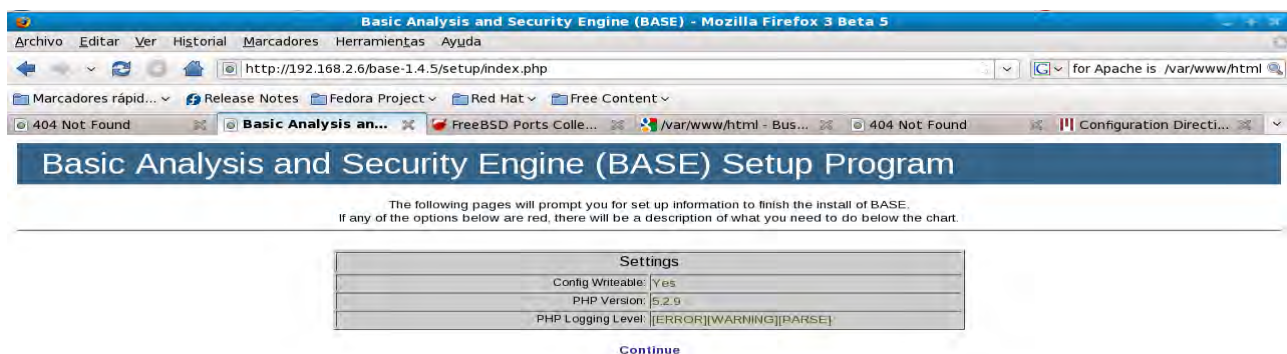 Basic Analysis and Security Engine (BASE) - Mozilla Firefox 3 Beta 5
Archivo Editar Ver Historial Marcadores Herramientas Ayuda
http://192.168.2.6/base-1.4.5/setup/index.php
G for Apache is /var/www/html
Marcadores rápid... Release Notes Fedora Project Red Hat Free Content
404 Not Found Basic Analysis an... FreeBSD Ports Colle... /var/www/html - Bus... 404 Not Found Configuration Directi...
Basic Analysis and Security Engine (BASE) Setup Program
The following pages will prompt you for set up information to finish the install of BASE.
If any of the options below are red, there will be a description of what you need to do below the chart.
Settings
Config Writeable: Yes
PHP Version: 5.2.9
PHP Logging Level: [ERROR][WARNING][PARSE]
Continue